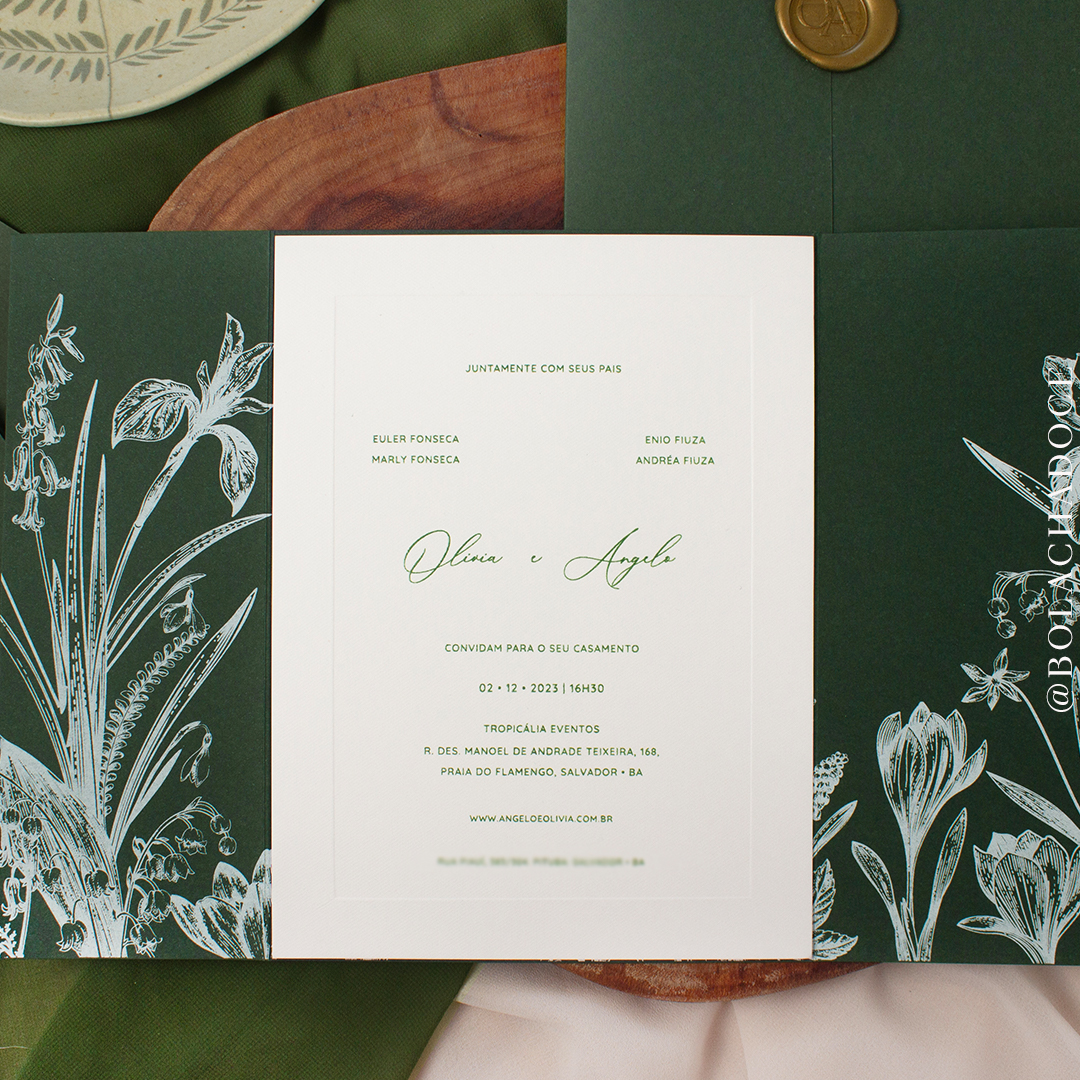 JUNTAMENTE COM SEUS PAIS
EULER FONSECA
MARLY FONSECA
ENIO FIUZA
ANDRÉA FIUZA
Olivia e Angelo
CONVIDAM PARA O SEU CASAMENTO
02 • 12 • 2023 | 16H30
TROPICÁLIA EVENTOS
R. DES. MANOEL DE ANDRADE TEIXEIRA, 168,
PRAIA DO FLAMENGO, SALVADOR • BA
WWW.ANGELOEOLIVIA.COM.BR
@BOLACHADOCE